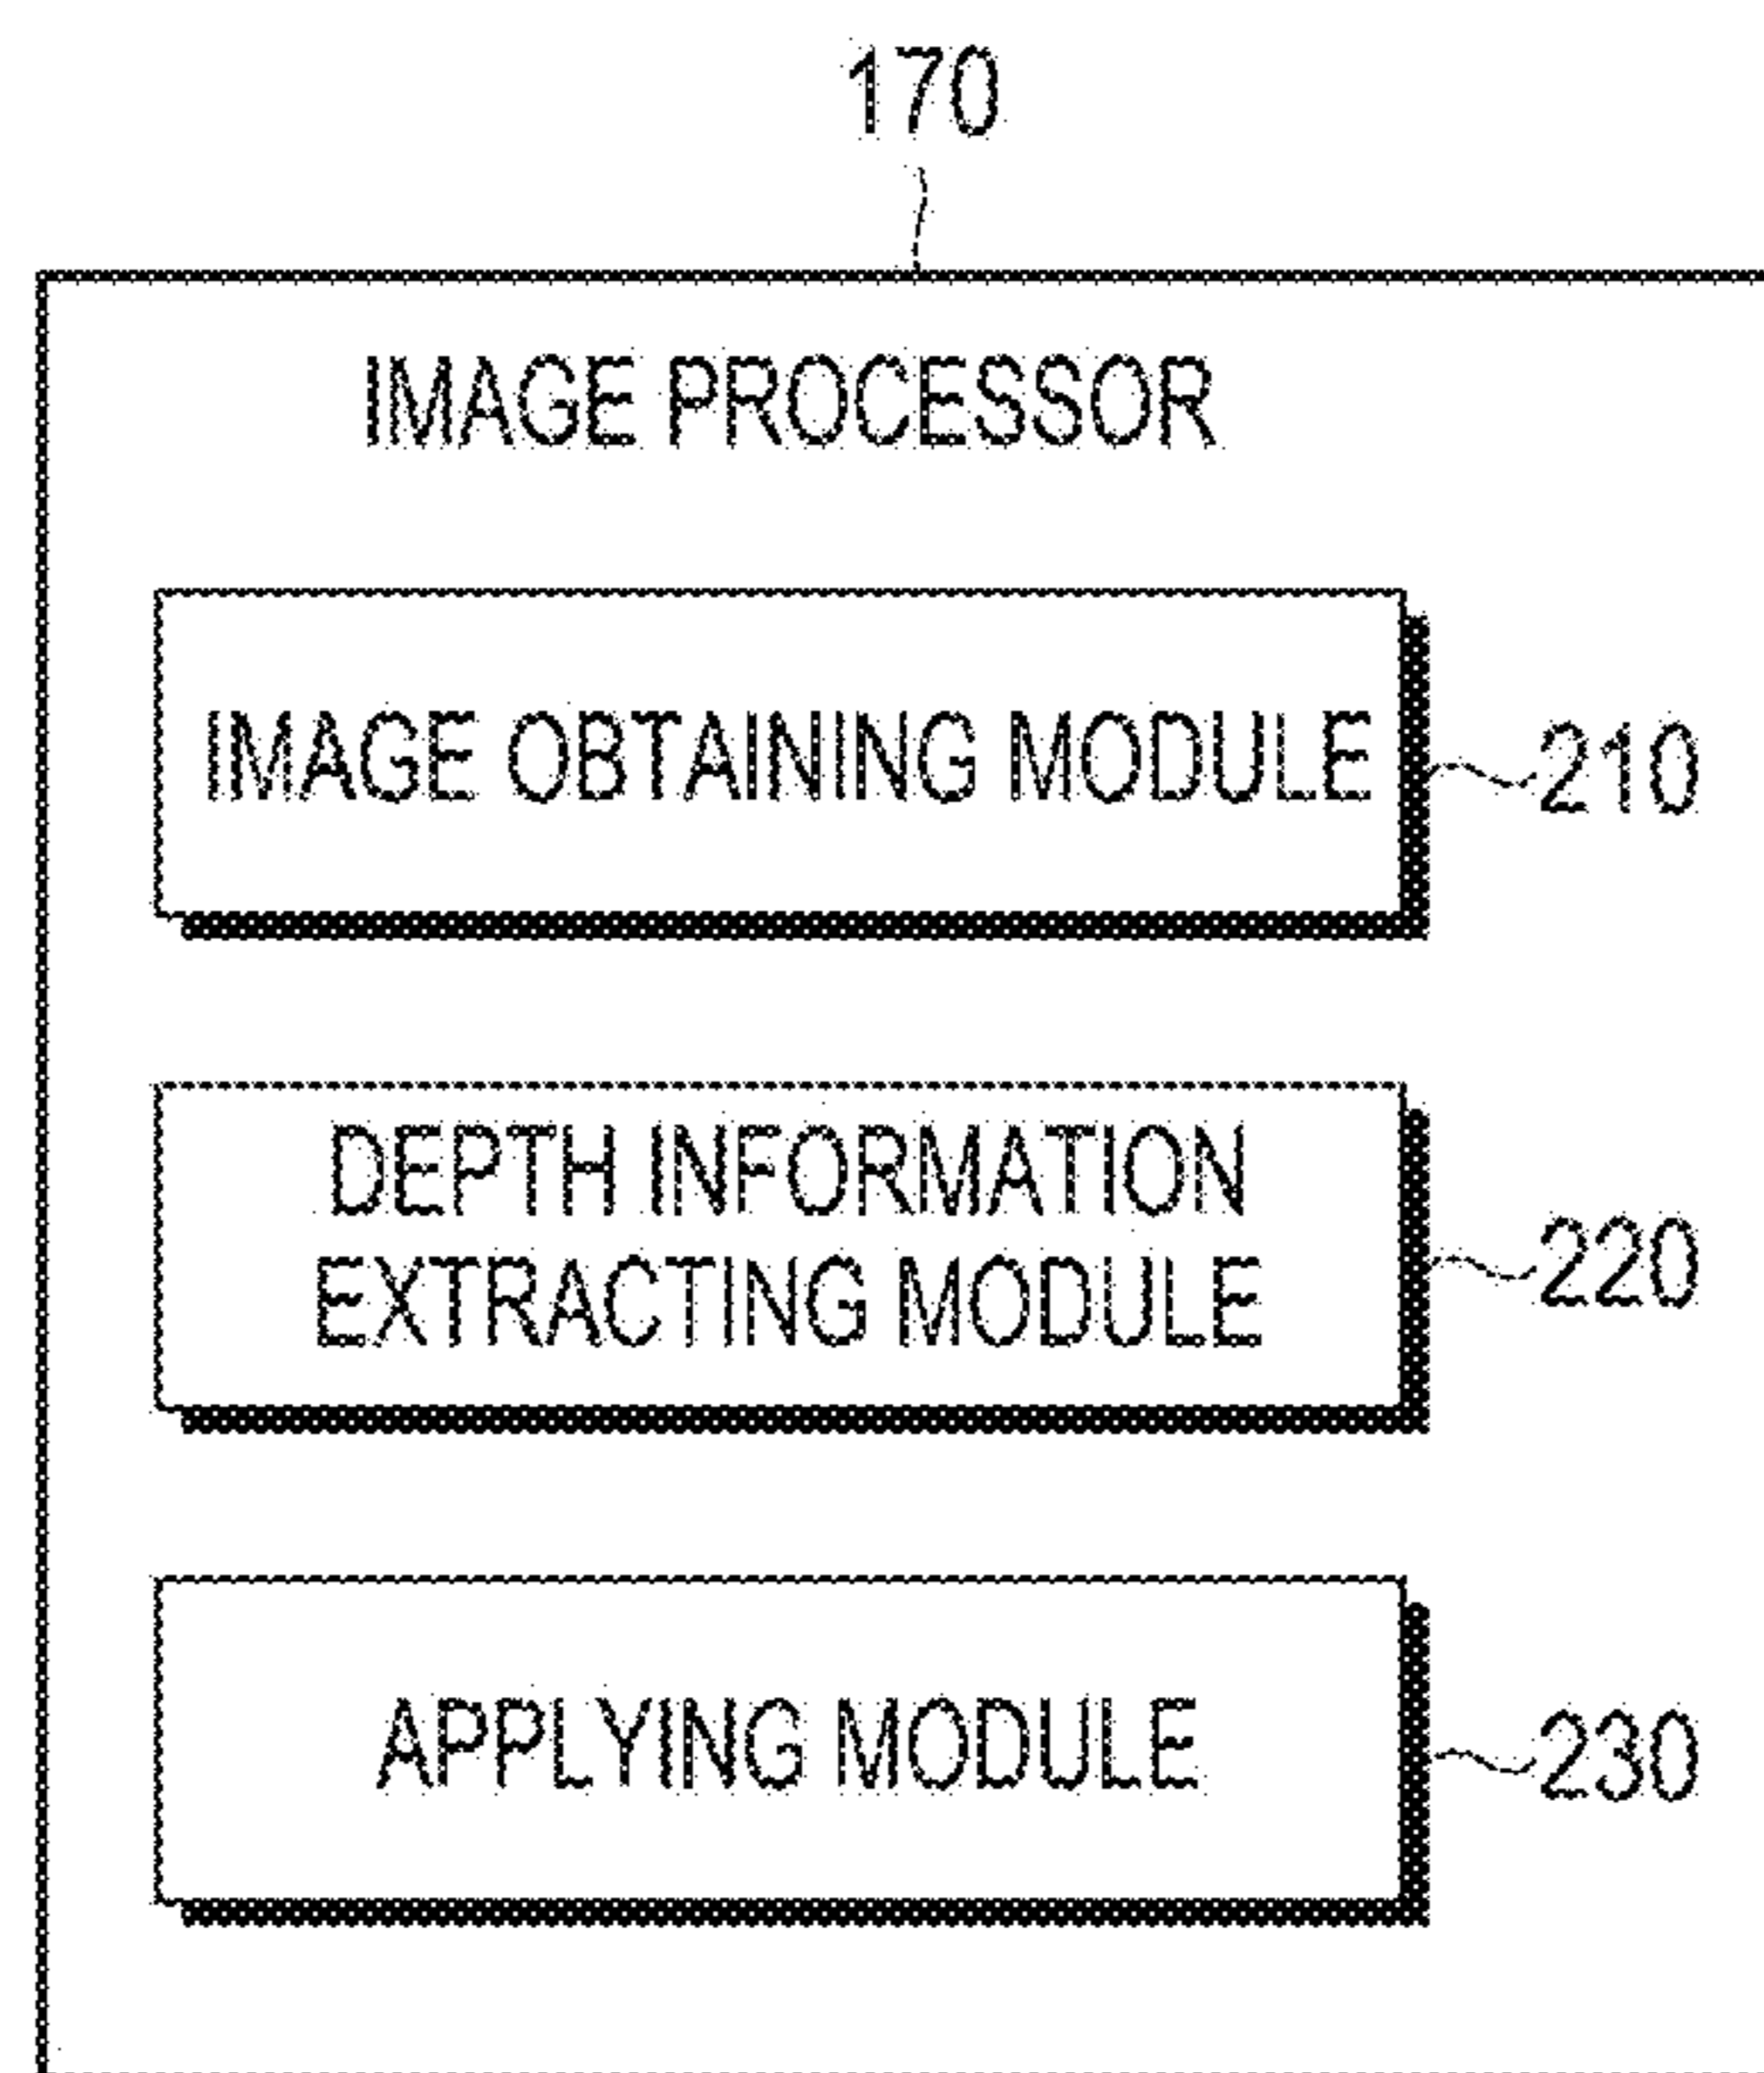 170
IMAGE PROCESSOR
IMAGE OBTAINING MODULE
210
DEPTH INFORMATION
EXTRACTING MODULE
220
APPLYING MODULE
230